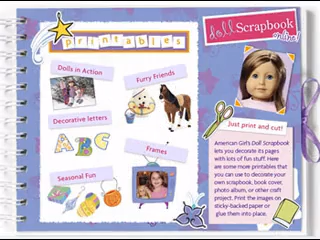 printables
Dolls in Action
Furry Friends
Decorative letters
ABC
Frames
Seasonal Fun
doll Scrapbook
online!
Just print and cut!
American Girl's Doll Scrapbook
lets you decorate its pages
with lots of fun stuff. Here
are some more printables that
you can use to decorate your
own scrapbook, book cover,
photo album, or other craft
project. Print the images on
sticky-backed paper or
glue them into place.